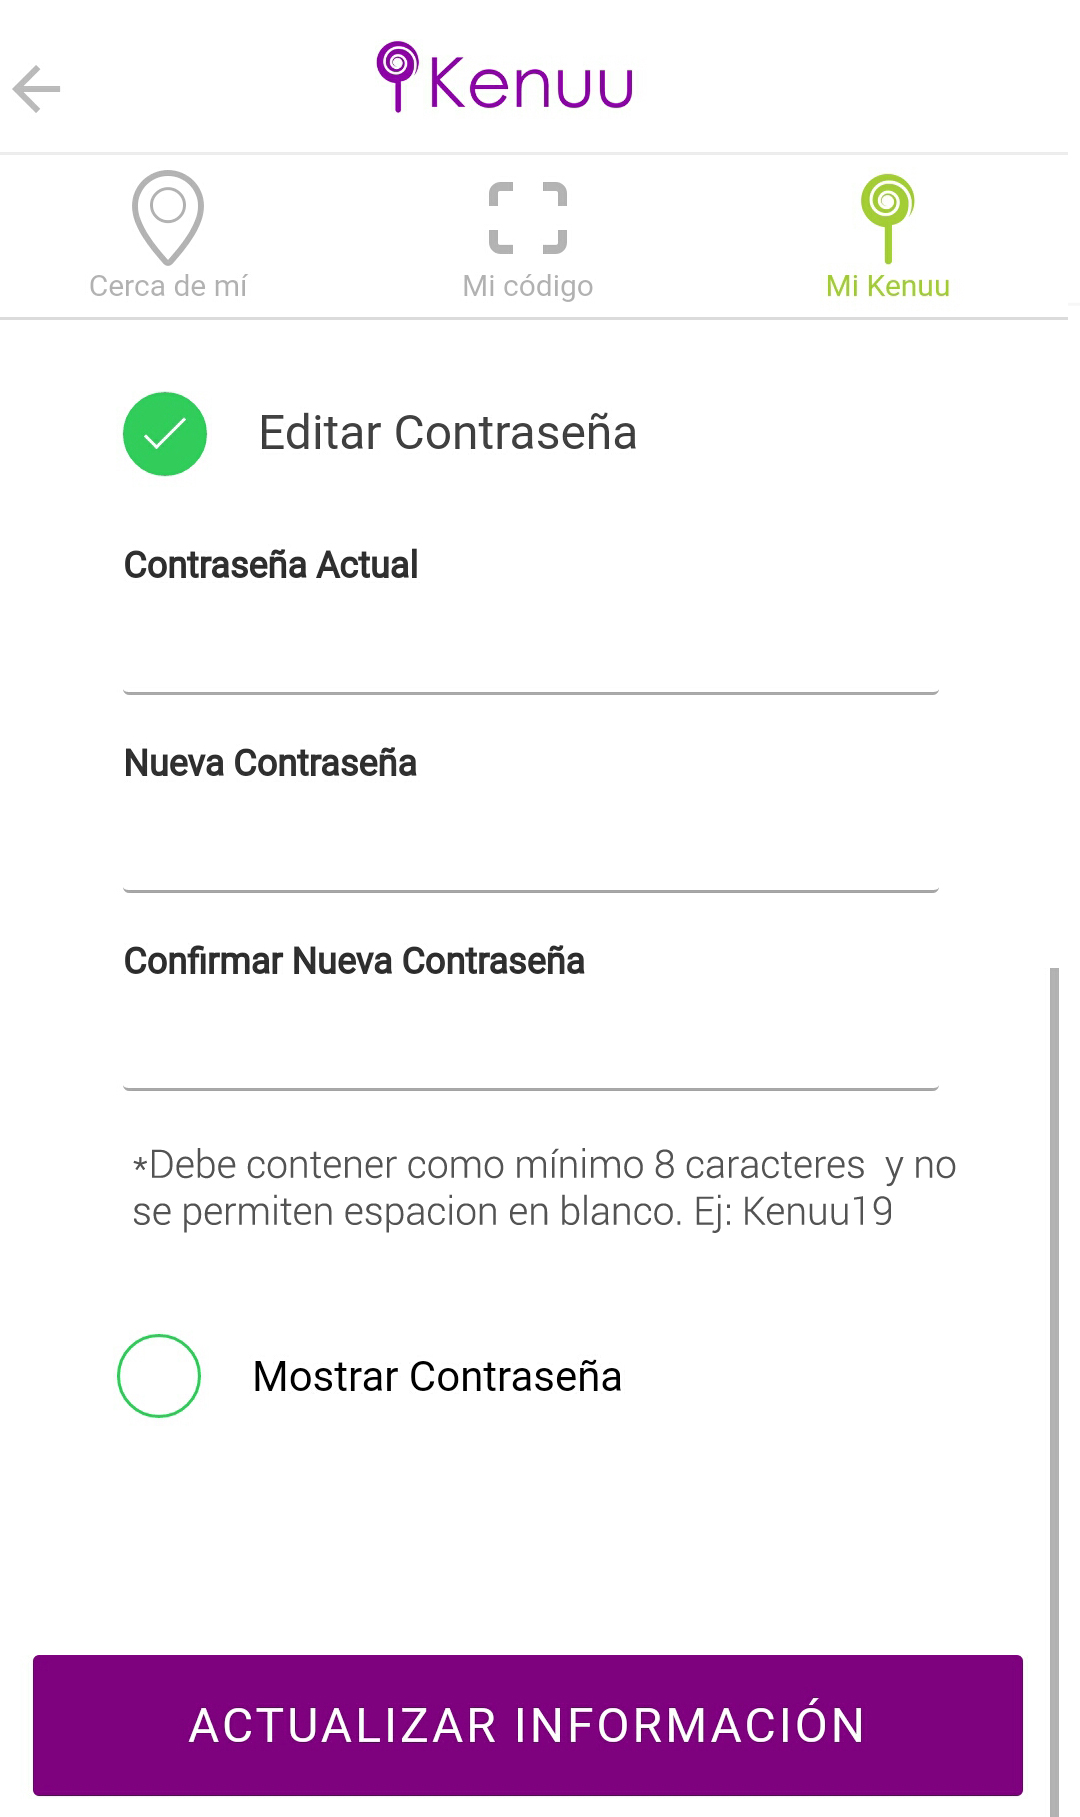 Kenuu
Cerca de mí
Mi código
Mi Kenuu
Editar Contraseña
Contraseña Actual
Nueva Contraseña
Confirmar Nueva Contraseña
*Debe contener como mínimo 8 caracteres  y no
se permiten espacion en blanco. Ej: Kenuu19
Mostrar Contraseña
ACTUALIZAR INFORMACIÓN